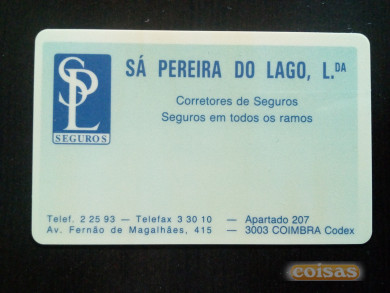 SPL
SEGUROS
SÁ PEREIRA DO LAGO, L.DA
Corretores de Seguros
Seguros em todos os ramos
Telef. 2 25 93 — Telefax 3 30 10 — Apartado 207
Av. Fernão de Magalhães, 415 — 3003 COIMBRA Codex
coisas